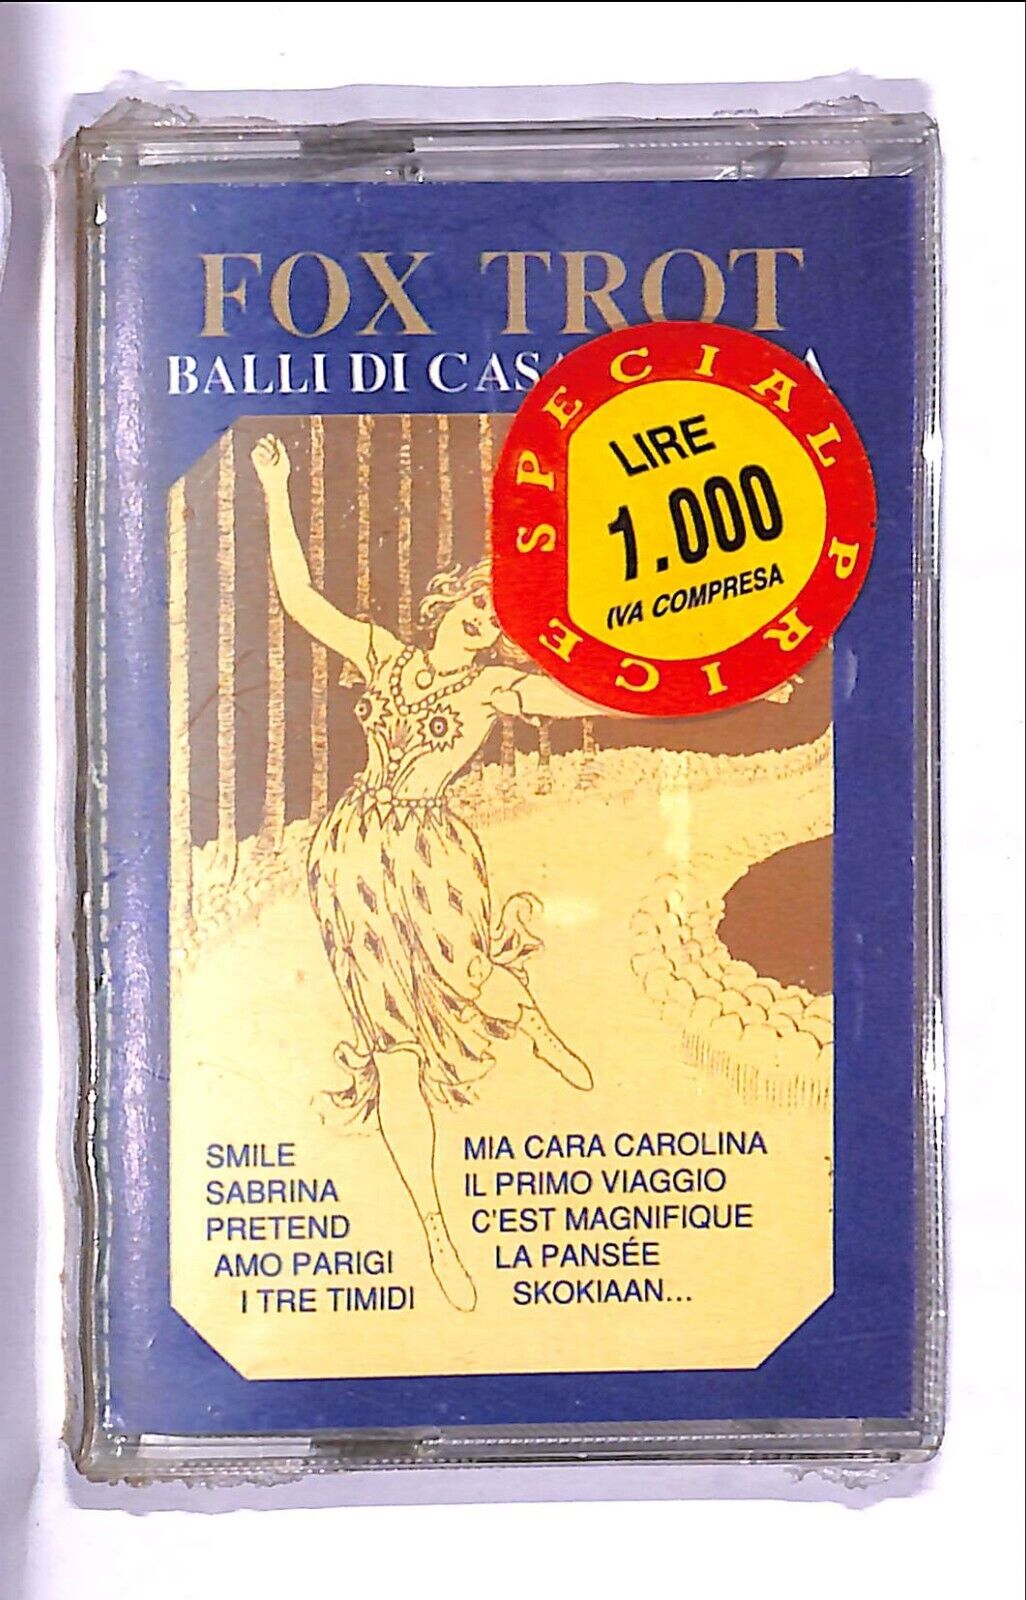 FOX TROT
BALLI DI CASA
SPECIAL PRICE
LIRE
1.000
IVA COMPRESA
SMILE
SABRINA
PRETEND
AMO PARIGI
I TRE TIMIDI
MIA CARA CAROLINA
IL PRIMO VIAGGIO
C'EST MAGNIFIQUE
LA PANSÉE
SKOKIAAN...